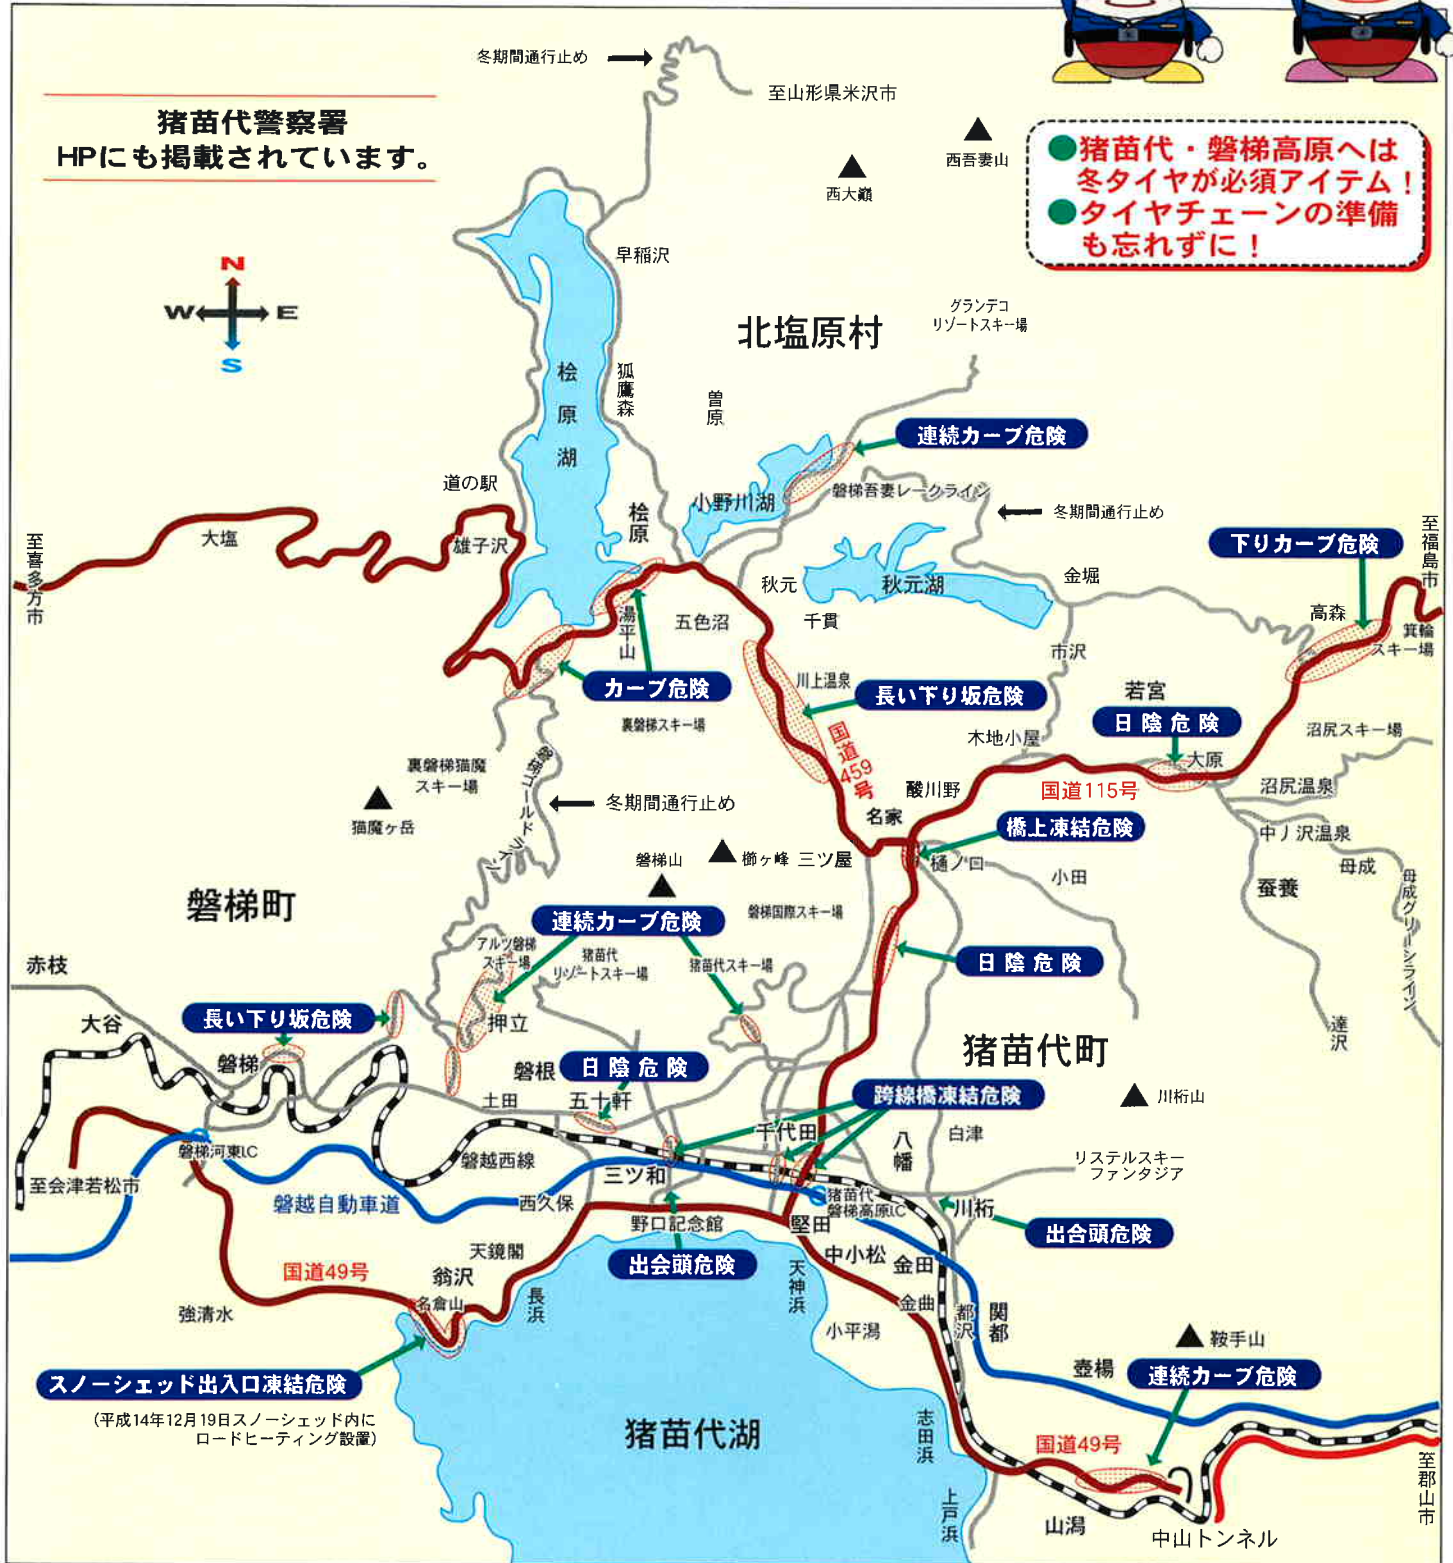 冬期間通行止め
至山形県米沢市
猪苗代警察署
HPにも掲載されています。
西吾妻山
西大巓
●猪苗代・磐梯高原へは
冬タイヤが必須アイテム！
●タイヤチェーンの準備
も忘れずに！
N
W
E
S
早稲沢
北塩原村
グランデコ
リゾートスキー場
桧原湖
狐鷹森
曽原
連続カーブ危険
道の駅
小野川湖
磐梯吾妻レークライン
冬期間通行止め
桧原
至喜多方市
大塩
雄子沢
下りカーブ危険
至福島市
秋元
秋元湖
金堀
高森
箕輪
スキー場
湯平山
五色沼
千貫
市沢
カーブ危険
川上温泉
長い下り坂危険
若宮
日陰危険
裏磐梯スキー場
国道459号
木地小屋
大原
沼尻スキー場
裏磐梯猫魔
スキー場
磐梯ゴールドライン
冬期間通行止め
酸川野
国道115号
沼尻温泉
猫魔ヶ岳
名家
橋上凍結危険
中ノ沢温泉
磐梯山
櫛ヶ峰
三ツ屋
樋ノ口
小田
母成
蚕養
母成グリーンライン
磐梯町
連続カーブ危険
磐梯国際スキー場
アルツ磐梯
スキー場
猪苗代
リゾートスキー場
猪苗代スキー場
日陰危険
赤枝
長い下り坂危険
大谷
押立
達沢
磐梯
磐根
日陰危険
猪苗代町
土田
五十軒
跨線橋凍結危険
川桁山
千代田
八幡
白津
磐梯河東I.C
磐越西線
三ツ和
リステルスキー
ファンタジア
至会津若松市
磐越自動車道
西久保
猪苗代
磐梯高原I.C
川桁
野口記念館
堅田
出合頭危険
天鏡閣
出会頭危険
中小松
金田
国道49号
翁沢
名倉山
長浜
天神浜
金曲
都沢
関都
強清水
小平潟
鞍手山
スノーシェッド出入口凍結危険
壺楊
連続カーブ危険
(平成14年12月19日スノーシェッド内に
ロードヒーティング設置)
猪苗代湖
志田浜
国道49号
至郡山市
上戸浜
山潟
中山トンネル